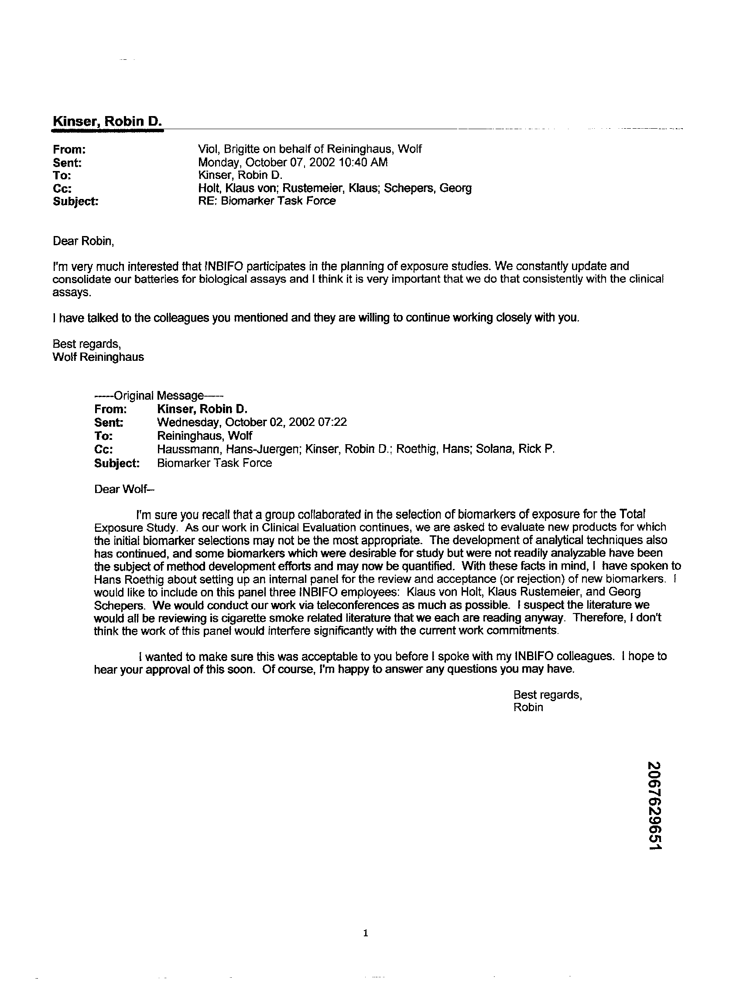 Kinser, Robin D.
From: Viol, Brigitte on behalf of Reininghaus, Wolf
Sent: Monday, October 07, 2002 10:40 AM
To: Kinser, Robin D.
Cc: Holt, Klaus von; Rustemeier, Klaus; Schepers, Georg
Subject: RE: Biomarker Task Force
Dear Robin,
I'm very much interested that INBIFO participates in the planning of exposure studies. We constantly update and
consolidate our batteries for biological assays and I think it is very important that we do that consistently with the clinical
assays.
I have talked to the colleagues you mentioned and they are willing to continue working closely with you.
Best regards,
Wolf Reininghaus
-----Original Message-----
From: Kinser, Robin D.
Sent: Wednesday, October 02, 2002 07:22
To: Reininghaus, Wolf
Cc: Haussmann, Hans-Juergen; Kinser, Robin D.; Roethig, Hans; Solana, Rick P.
Subject: Biomarker Task Force
Dear Wolf--
I'm sure you recall that a group collaborated in the selection of biomarkers of exposure for the Total
Exposure Study. As our work in Clinical Evaluation continues, we are asked to evaluate new products for which
the initial biomarker selections may not be the most appropriate. The development of analytical techniques also
has continued, and some biomarkers which were desirable for study but were not readily analyzable have been
the subject of method development efforts and may now be quantified. With these facts in mind, I have spoken to
Hans Roethig about setting up an internal panel for the review and acceptance (or rejection) of new biomarkers. I
would like to include on this panel three INBIFO employees: Klaus von Holt, Klaus Rustemeier, and Georg
Schepers. We would conduct our work via teleconferences as much as possible. I suspect the literature we
would all be reviewing is cigarette smoke related literature that we each are reading anyway. Therefore, I don't
think the work of this panel would interfere significantly with the current work commitments.
I wanted to make sure this was acceptable to you before I spoke with my INBIFO colleagues. I hope to
hear your approval of this soon. Of course, I'm happy to answer any questions you may have.
Best regards,
Robin
2067629651
1